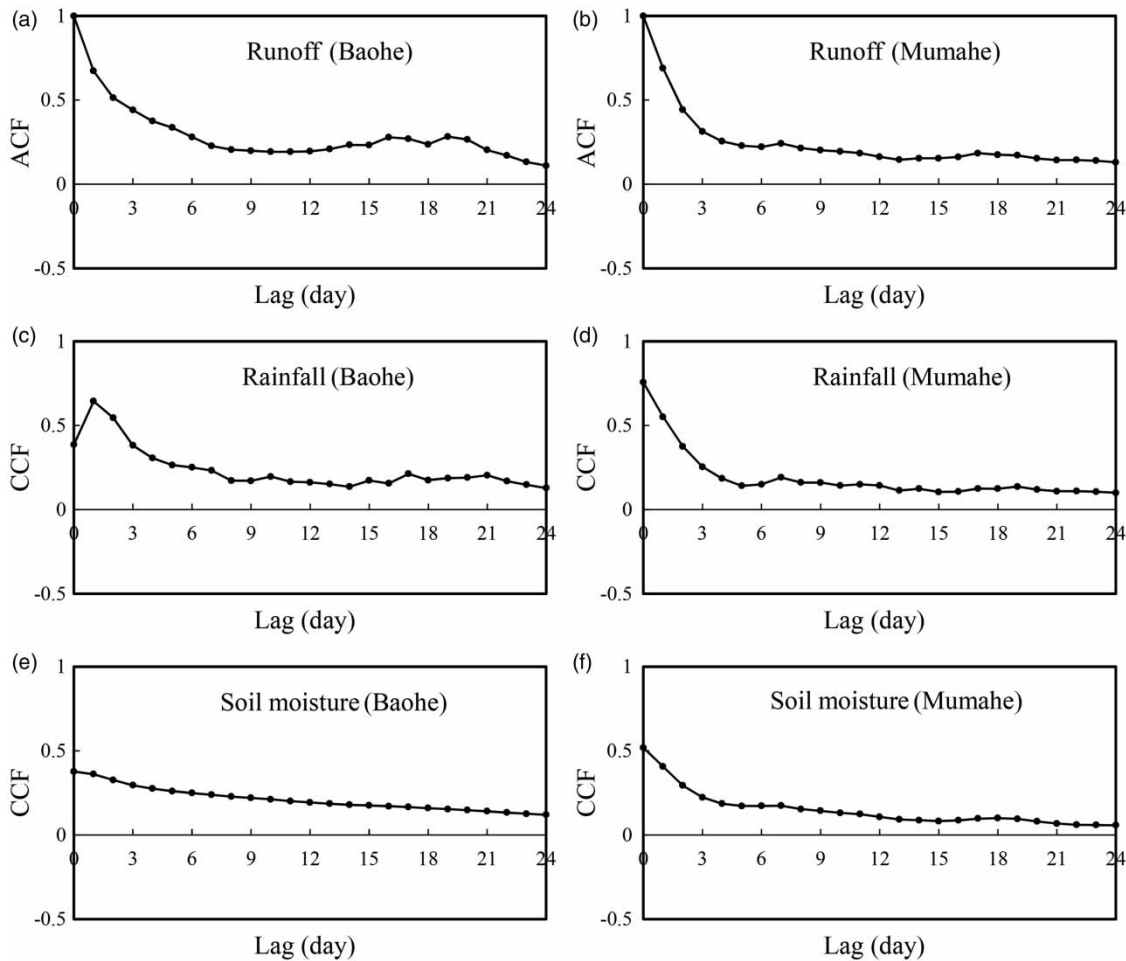 (a)
1
Runoff (Baohe)
0.5
ACF
0
0 3 6 9 12 15 18 21 24
-0.5
Lag (day)
(b)
1
Runoff (Mumahe)
0.5
ACF
0
0 3 6 9 12 15 18 21 24
-0.5
Lag (day)
(c)
1
Rainfall (Baohe)
0.5
CCF
0
0 3 6 9 12 15 18 21 24
-0.5
Lag (day)
(d)
1
Rainfall (Mumahe)
0.5
CCF
0
0 3 6 9 12 15 18 21 24
-0.5
Lag (day)
(e)
1
Soil moisture (Baohe)
0.5
CCF
0
0 3 6 9 12 15 18 21 24
-0.5
Lag (day)
(f)
1
Soil moisture (Mumahe)
0.5
CCF
0
0 3 6 9 12 15 18 21 24
-0.5
Lag (day)